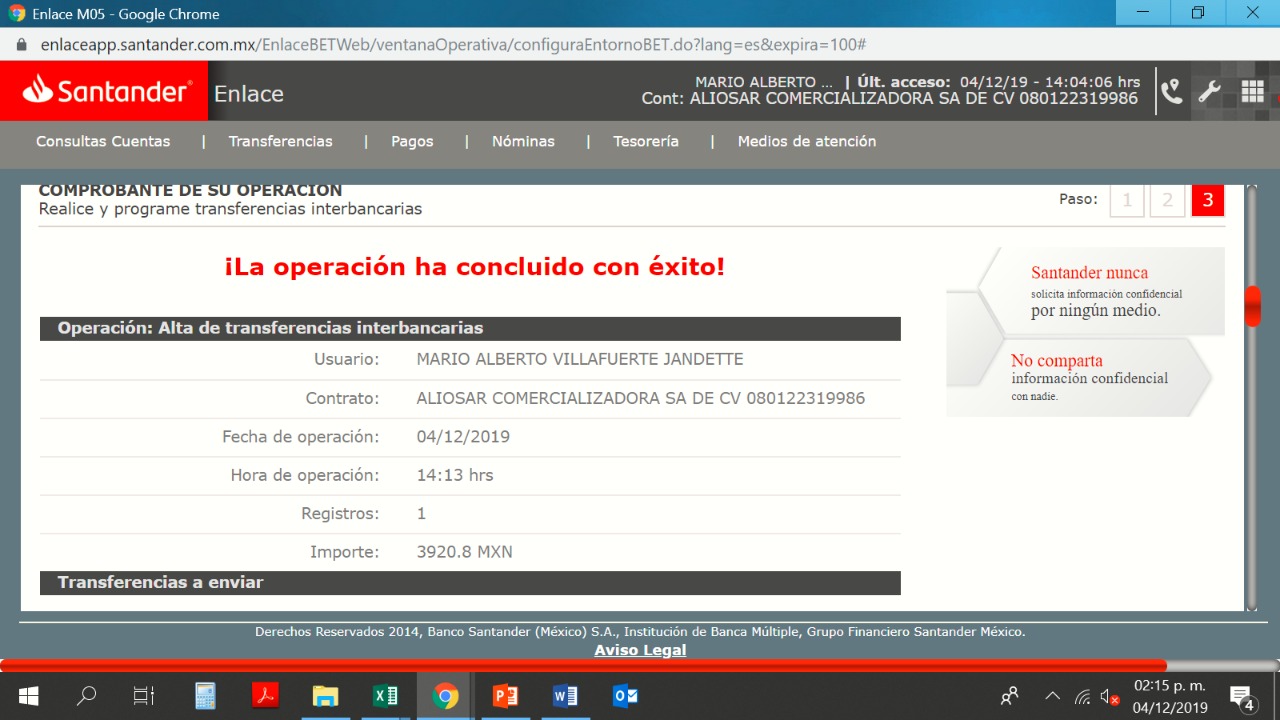 Enlace M05 - Google Chrome
enlaceapp.santander.com.mx/EnlaceBETWeb/ventanaOperativa/configuraEntornoBET.do?lang=es&expira=100#
Santander Enlace
MARIO ALBERTO ... | Últ. acceso: 04/12/19 - 14:04:06 hrs
Cont: ALIOSAR COMERCIALIZADORA SA DE CV 080122319986
Consultas Cuentas | Transferencias | Pagos | Nóminas | Tesorería | Medios de atención
COMPROBANTE DE SU OPERACIÓN
Realice y programe transferencias interbancarias
Paso: 1 2 3
¡La operación ha concluido con éxito!
Santander nunca
solicita información confidencial
por ningún medio.
No comparta
información confidencial
con nadie.
Operación: Alta de transferencias interbancarias
Usuario: MARIO ALBERTO VILLAFUERTE JANDETTE
Contrato: ALIOSAR COMERCIALIZADORA SA DE CV 080122319986
Fecha de operación: 04/12/2019
Hora de operación: 14:13 hrs
Registros: 1
Importe: 3920.8 MXN
Transferencias a enviar
Derechos Reservados 2014, Banco Santander (México) S.A., Institución de Banca Múltiple, Grupo Financiero Santander México.
Aviso Legal
02:15 p. m.
04/12/2019
4